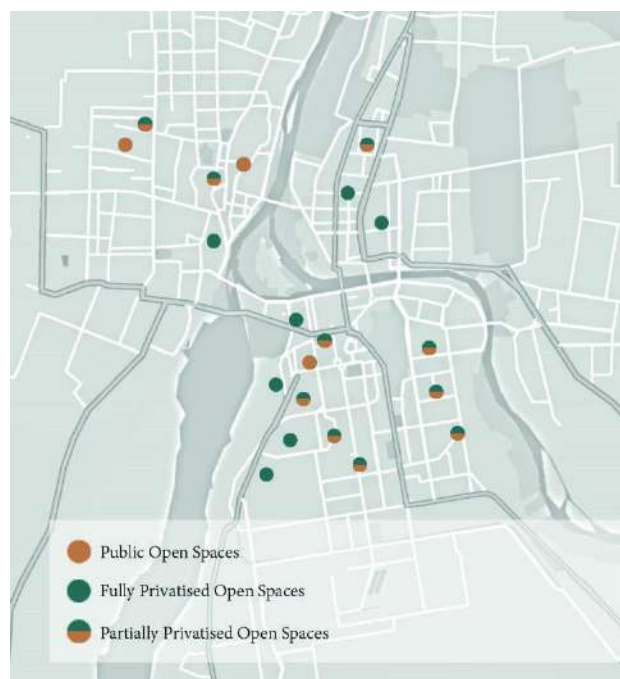 Public Open Spaces
Fully Privatised Open Spaces
Partially Privatised Open Spaces